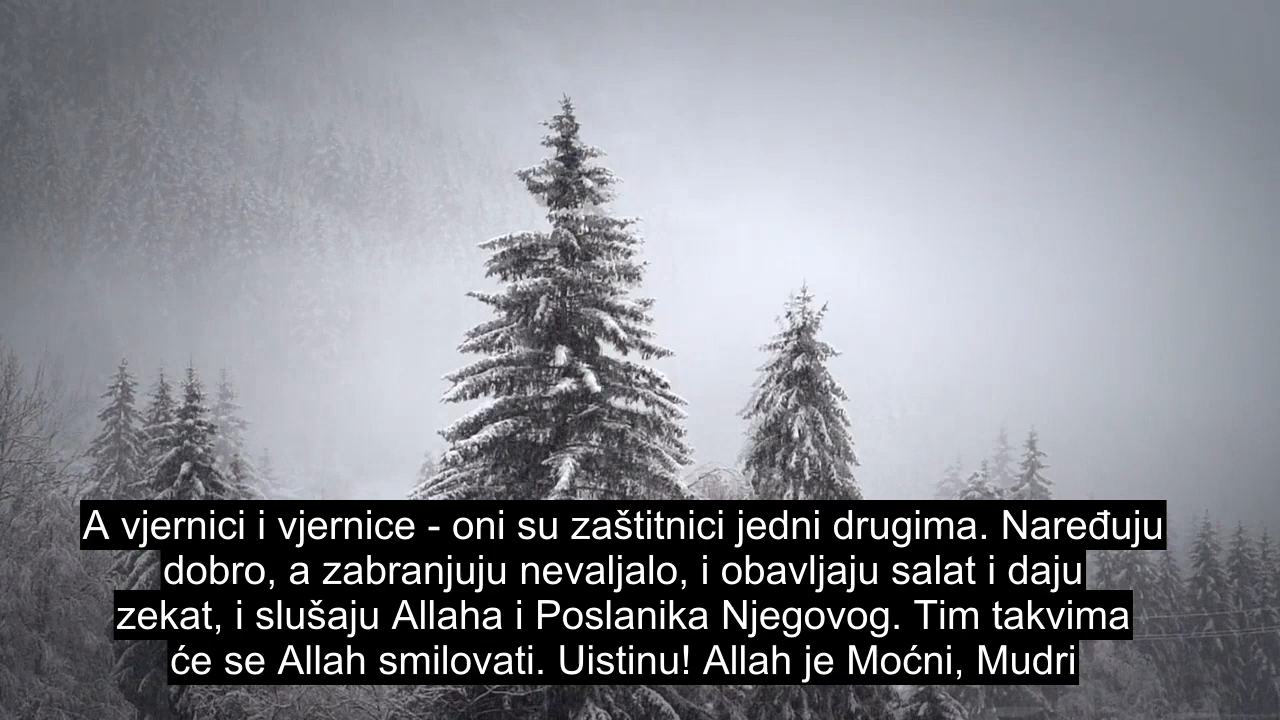 A vjernici i vjernice - oni su zaštitnici jedni drugima. Naređuju
dobro, a zabranjuju nevaljalo, i obavljaju salat i daju
zekat, i slušaju Allaha i Poslanika Njegovog. Tim takvima
će se Allah smilovati. Uistinu! Allah je Moćni, Mudri